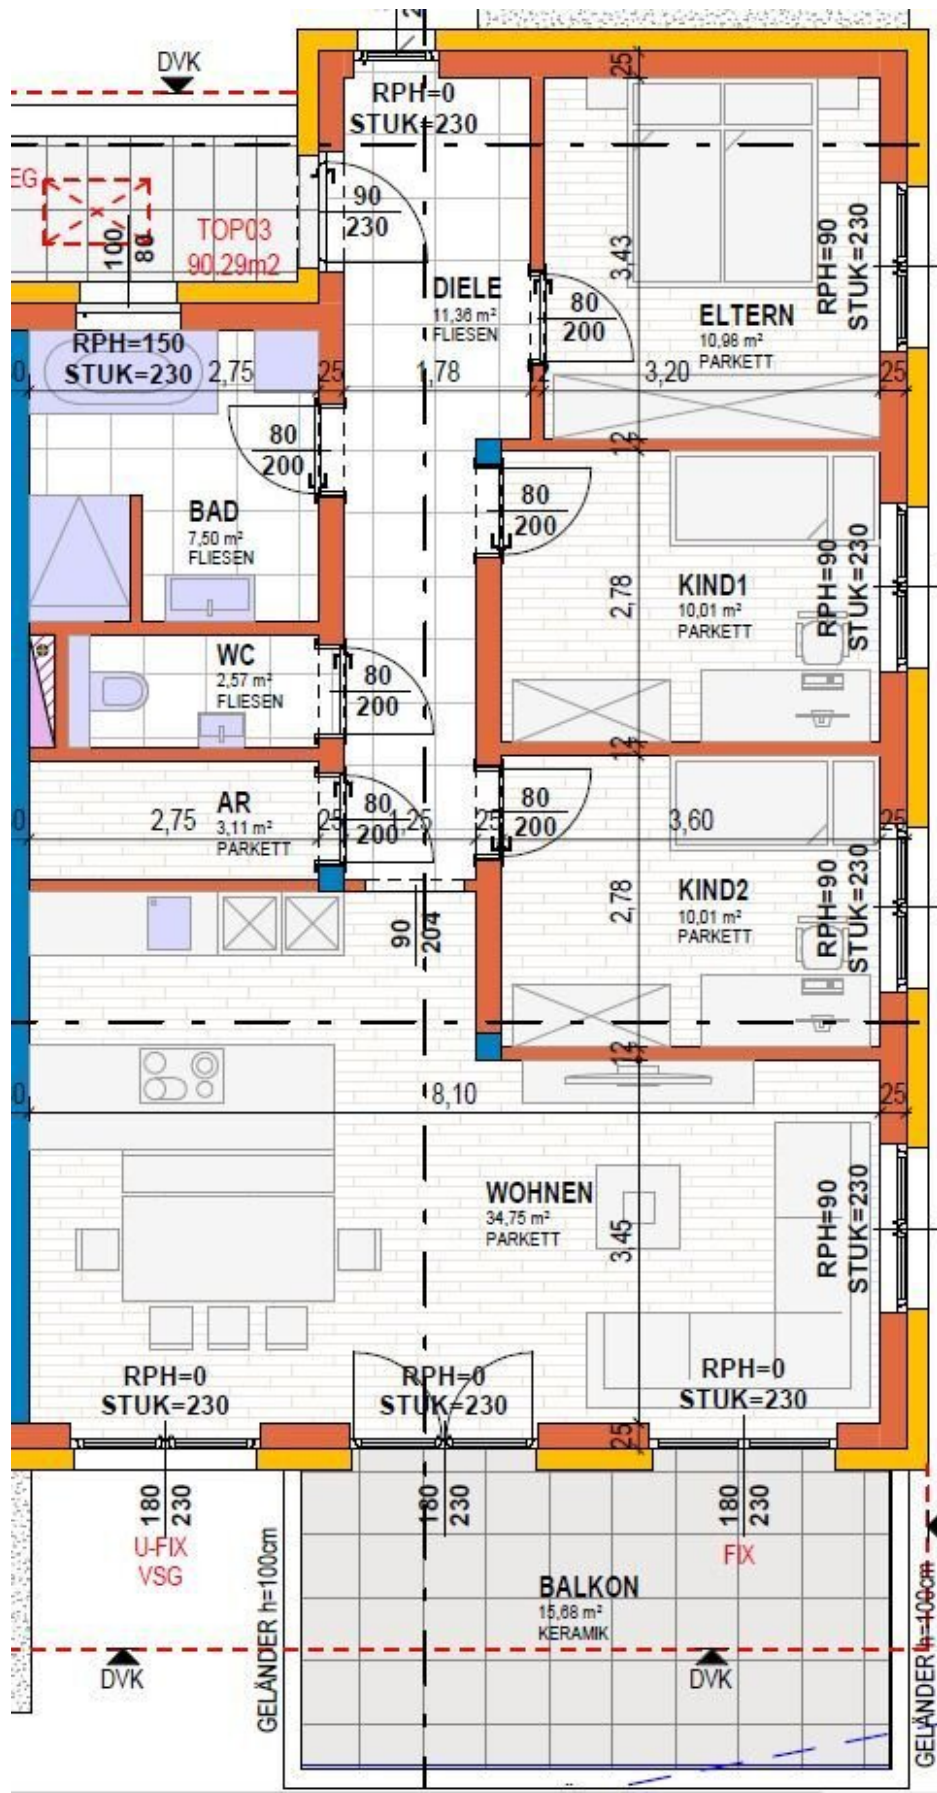 DVK
RPH=0
STUK=230
EG
TOP03
90.29m2
100
80
90
230
DIELE
11,36 m²
FLIESEN
80
200
3,43
25
ELTERN
10,96 m²
PARKETT
RPH=90
STUK=230
RPH=150
STUK=230
2,75
25
1,78
12
3,20
25
80
200
BAD
7,50 m²
FLIESEN
12
80
200
KIND1
10,01 m²
PARKETT
2,78
RPH=90
STUK=230
WC
2,57 m²
FLIESEN
80
200
12
AR
3,11 m²
PARKETT
2,75
25
80
200
1,25
25
80
200
3,60
25
KIND2
10,01 m²
PARKETT
2,78
RPH=90
STUK=230
90
204
12
8,10
25
WOHNEN
34,75 m²
PARKETT
3,45
RPH=90
STUK=230
RPH=0
STUK=230
RPH=0
STUK=230
RPH=0
STUK=230
25
180
230
U-FIX
VSG
180
230
180
230
FIX
GELÄNDER h=100cm
BALKON
15,68 m²
KERAMIK
GELÄNDER h=100cm
DVK
DVK